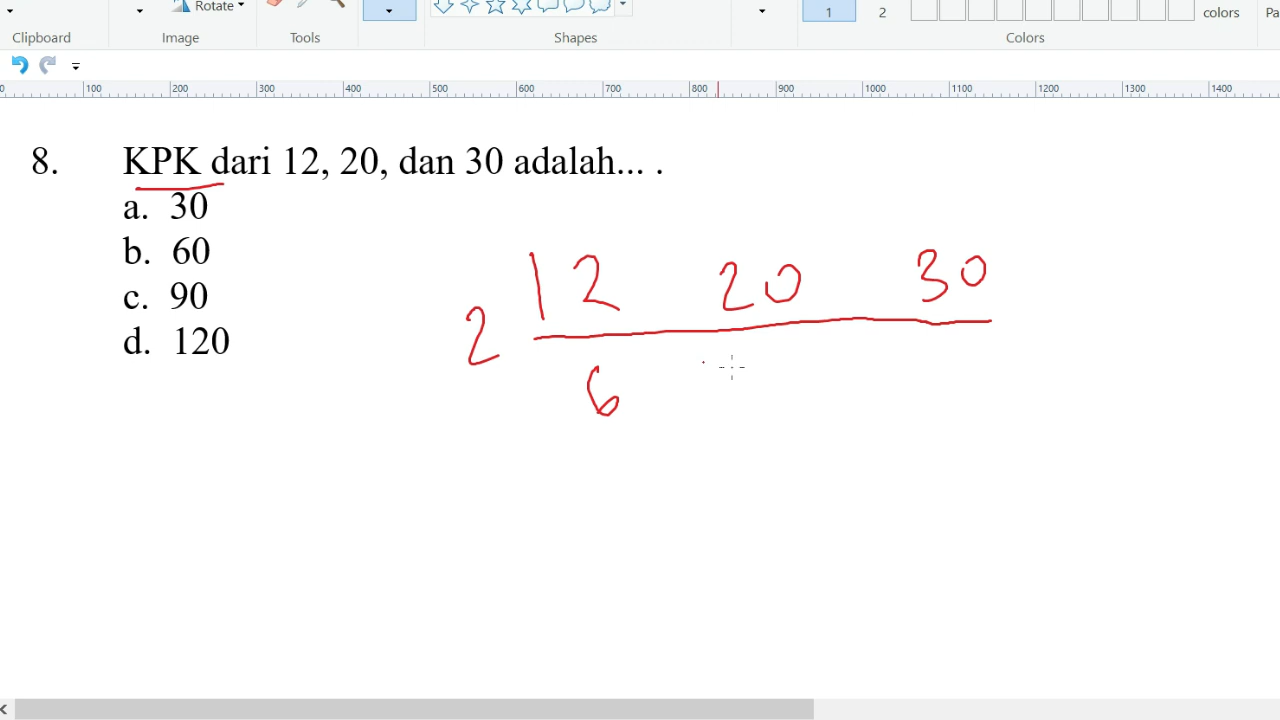 Rotate
1 2
colors Pa
Clipboard Image Tools Shapes Colors
0 100 200 300 400 500 600 700 800 900 1000 1100 1200 1300 1400
8. KPK dari 12, 20, dan 30 adalah... .
a. 30
b. 60
c. 90
d. 120
12 20 30
2
6